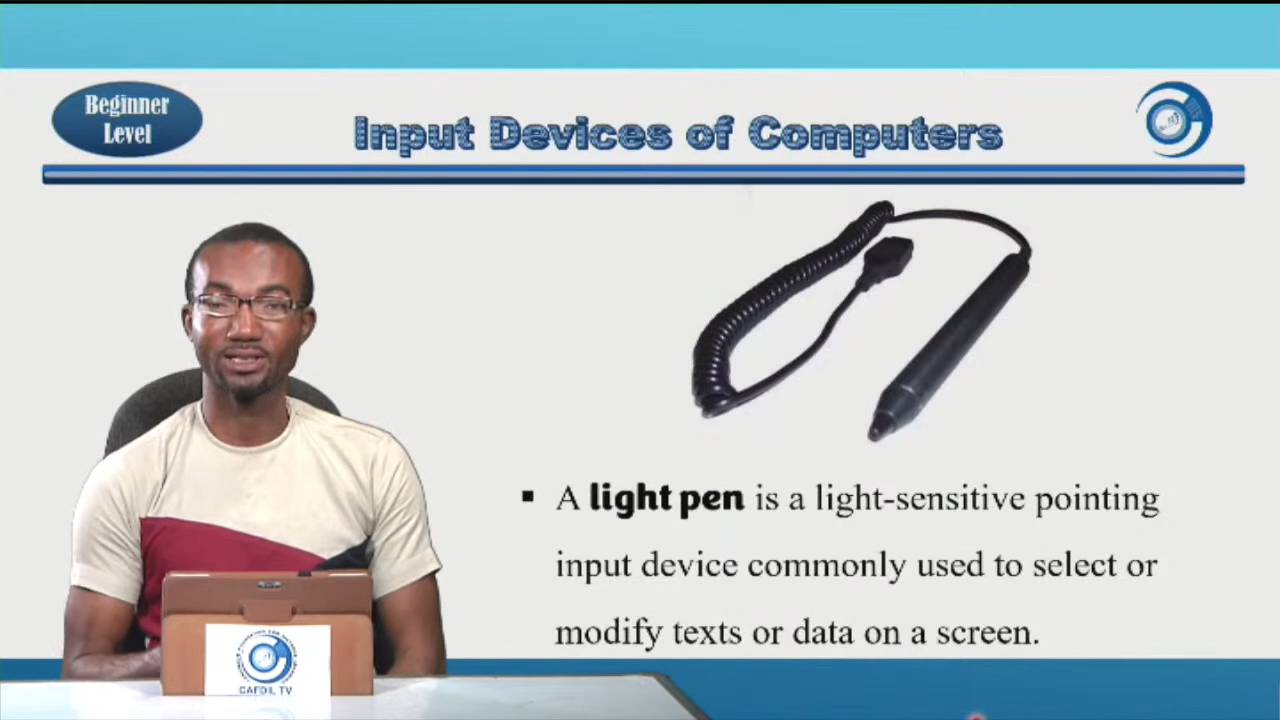 Beginner
Level
Input Devices of Computers
▪ A light pen is a light-sensitive pointing
input device commonly used to select or
modify texts or data on a screen.
CAFDIL TV